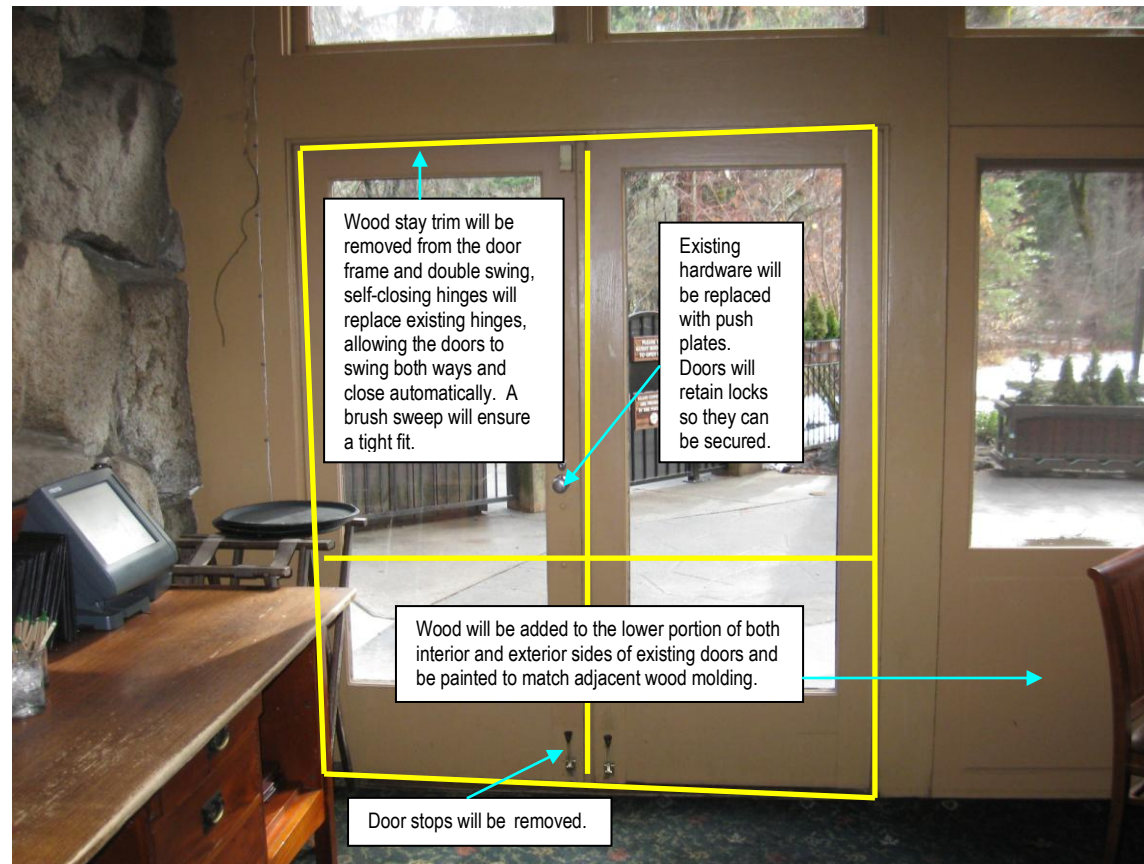 Wood stay trim will be
removed from the door
frame and double swing,
self-closing hinges will
replace existing hinges,
allowing the doors to
swing both ways and
close automatically. A
brush sweep will ensure
a tight fit.
Existing
hardware will
be replaced
with push
plates.
Doors will
retain locks
so they can
be secured.
Wood will be added to the lower portion of both
interior and exterior sides of existing doors and
be painted to match adjacent wood molding.
Door stops will be removed.